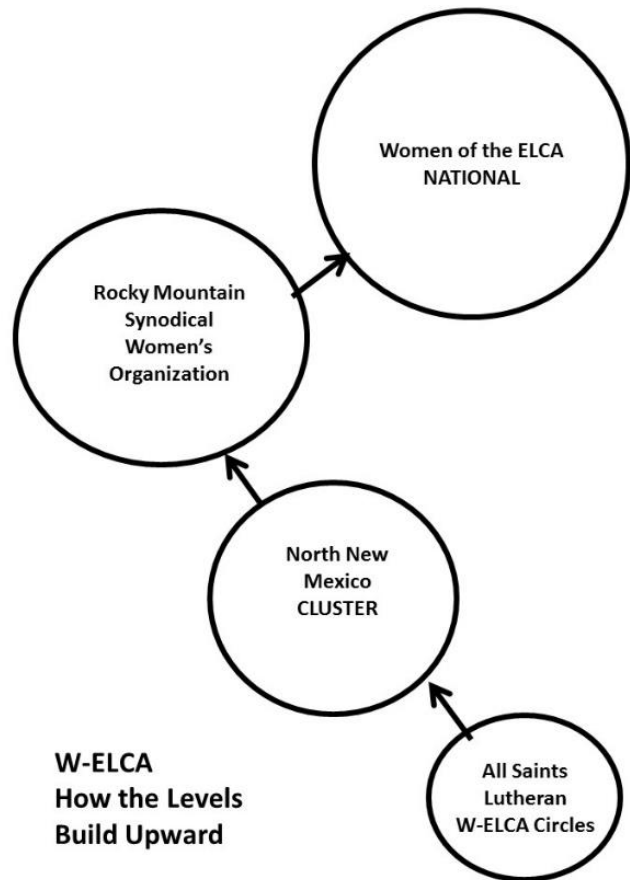 Women of the ELCA
NATIONAL
Rocky Mountain
Synodical
Women’s
Organization
North New
Mexico
CLUSTER
All Saints
Lutheran
W-ELCA Circles
W-ELCA
How the Levels
Build Upward